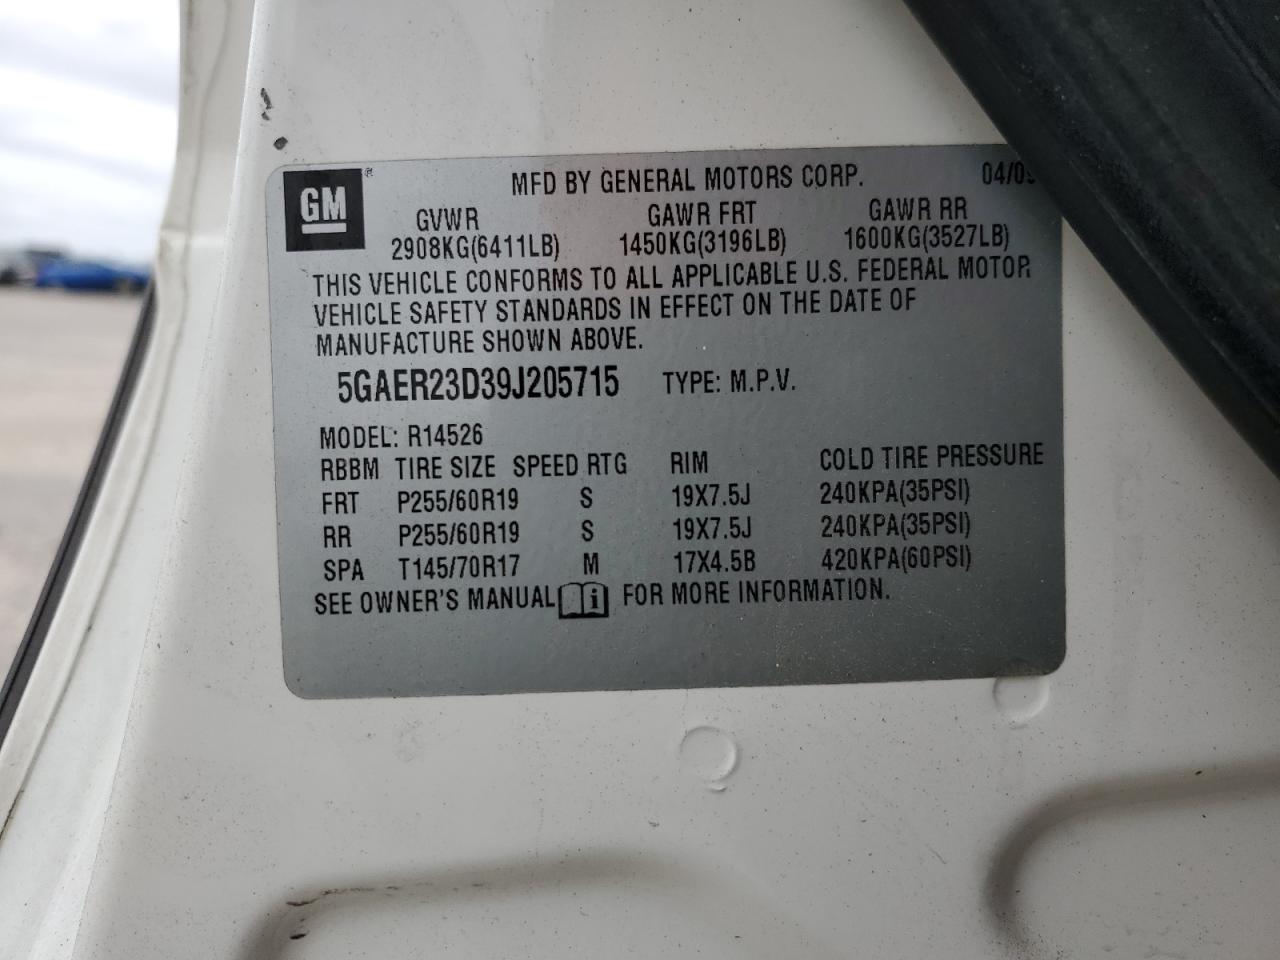 GM ® MFD BY GENERAL MOTORS CORP. 04/09
GVWR GAWR FRT GAWR RR
2908KG(6411LB) 1450KG(3196LB) 1600KG(3527LB)
THIS VEHICLE CONFORMS TO ALL APPLICABLE U.S. FEDERAL MOTOR
VEHICLE SAFETY STANDARDS IN EFFECT ON THE DATE OF
MANUFACTURE SHOWN ABOVE.
5GAER23D39J205715 TYPE: M.P.V.
MODEL: R14526
RBBM TIRE SIZE SPEED RTG RIM COLD TIRE PRESSURE
FRT P255/60R19 S 19X7.5J 240KPA(35PSI)
RR P255/60R19 S 19X7.5J 240KPA(35PSI)
SPA T145/70R17 M 17X4.5B 420KPA(60PSI)
SEE OWNER'S MANUAL i FOR MORE INFORMATION.